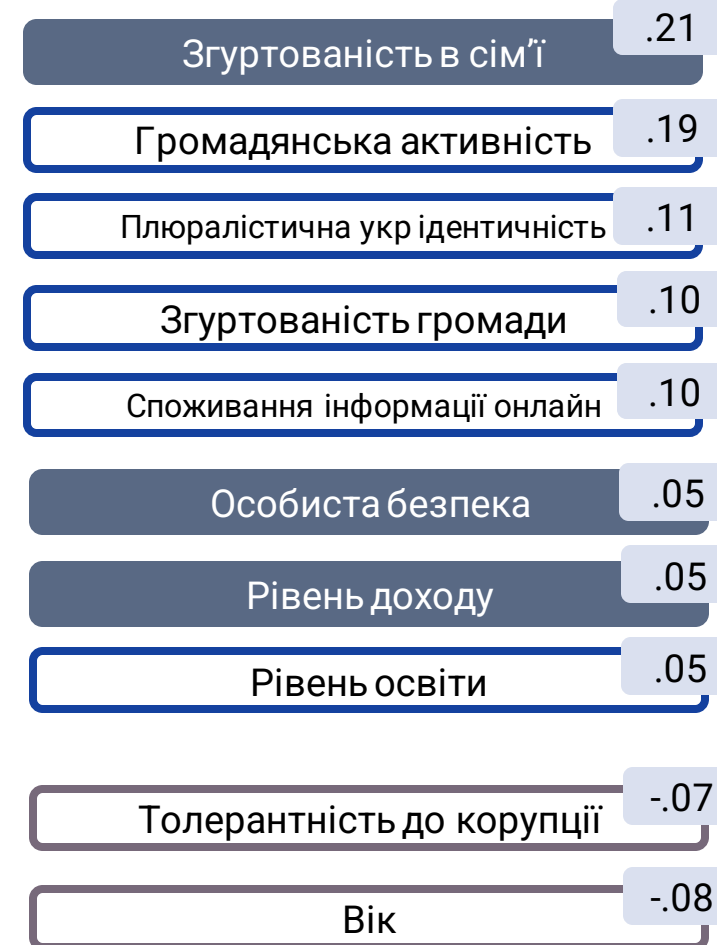 .21
Згуртованість в сім’ї
.19
Громадянська активність
.11
Плюралістична укр ідентичність
.10
Згуртованість громади
.10
Споживання інформації онлайн
.05
Особиста безпека
.05
Рівень доходу
.05
Рівень освіти
-.07
Толерантність до корупції
-.08
Вік